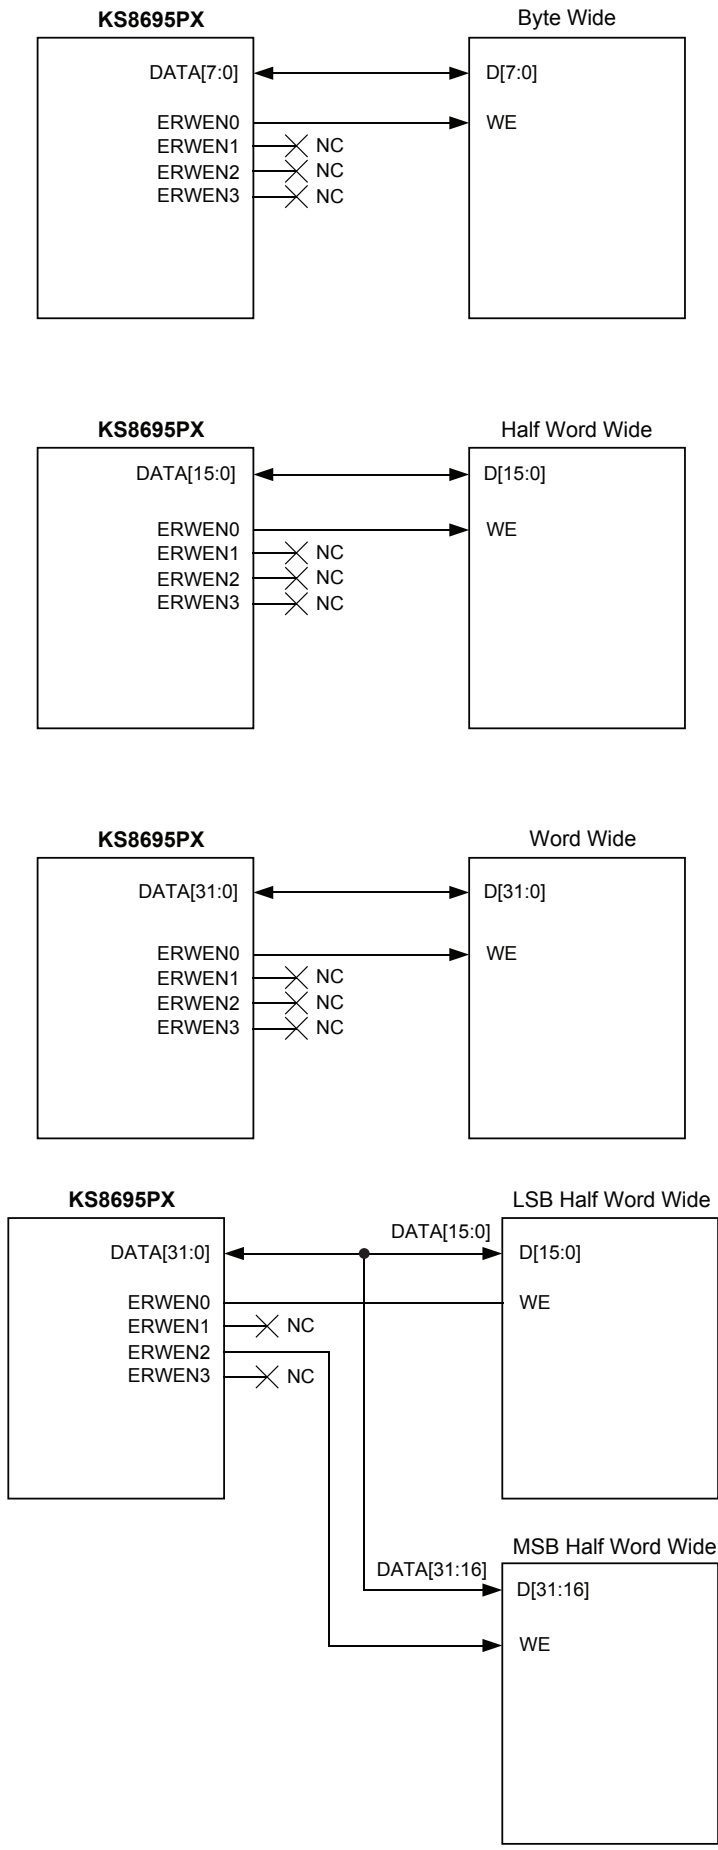 KS8695PX
Byte Wide
DATA[7:0]
D[7:0]
ERWEN0
WE
ERWEN1
NC
ERWEN2
NC
ERWEN3
NC
KS8695PX
Half Word Wide
DATA[15:0]
D[15:0]
ERWEN0
WE
ERWEN1
NC
ERWEN2
NC
ERWEN3
NC
KS8695PX
Word Wide
DATA[31:0]
D[31:0]
ERWEN0
WE
ERWEN1
NC
ERWEN2
NC
ERWEN3
NC
KS8695PX
LSB Half Word Wide
DATA[31:0]
DATA[15:0]
D[15:0]
ERWEN0
WE
ERWEN1
NC
ERWEN2
ERWEN3
NC
MSB Half Word Wide
DATA[31:16]
D[31:16]
WE